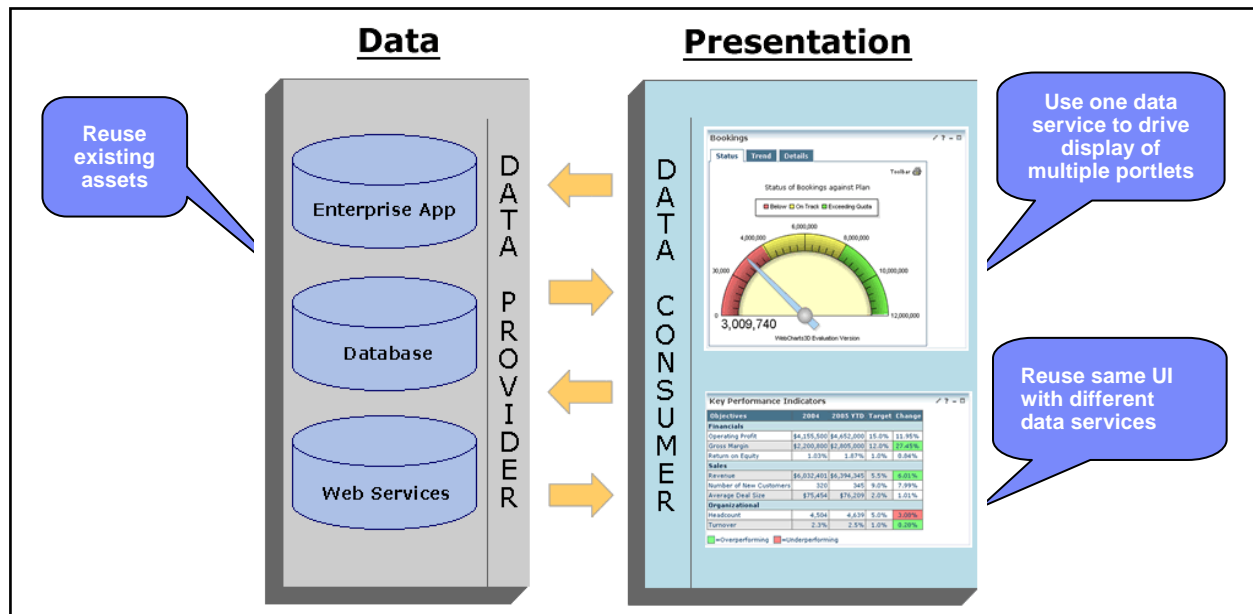 Data
Presentation
Reuse
existing
assets
Enterprise App
Database
Web Services
DATA PROVIDER
DATA CONSUMER
Bookings
Status Trend Details
Toolbar
Status of Bookings against Plan
Below On Track Exceeding Quota
6,000,000
4,000,000 8,000,000
30,000 10,000,000
0 12,000,000
3,009,740
WebCharts3D Evaluation Version
Use one data
service to drive
display of
multiple portlets
Key Performance Indicators
Objectives 2004 2005 YTD Target Change
Financials
Operating Profit $4,155,500 $4,652,000 15.0% 11.95%
Gross Margin $2,200,800 $2,805,000 12.0% 27.45%
Return on Equity 1.03% 1.87% 1.0% 0.84%
Sales
Revenue $6,032,401 $6,394,345 5.5% 6.01%
Number of New Customers 320 345 9.0% 7.99%
Average Deal Size $75,454 $76,209 2.0% 1.01%
Organizational
Headcount 4,504 4,639 5.0% 3.00%
Turnover 2.3% 2.5% 1.0% 0.20%
=Overperforming =Underperforming
Reuse same UI
with different
data services